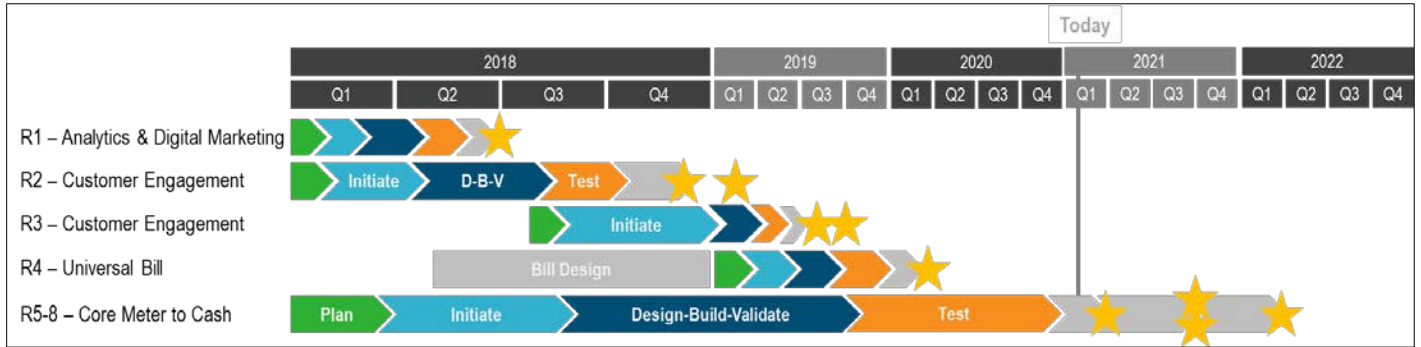 Today
2018 2019 2020 2021 2022
Q1 Q2 Q3 Q4 Q1 Q2 Q3 Q4 Q1 Q2 Q3 Q4 Q1 Q2 Q3 Q4 Q1 Q2 Q3 Q4
R1 – Analytics & Digital Marketing
R2 – Customer Engagement Initiate D-B-V Test
R3 – Customer Engagement Initiate
R4 – Universal Bill Bill Design
R5-8 – Core Meter to Cash Plan Initiate Design-Build-Validate Test